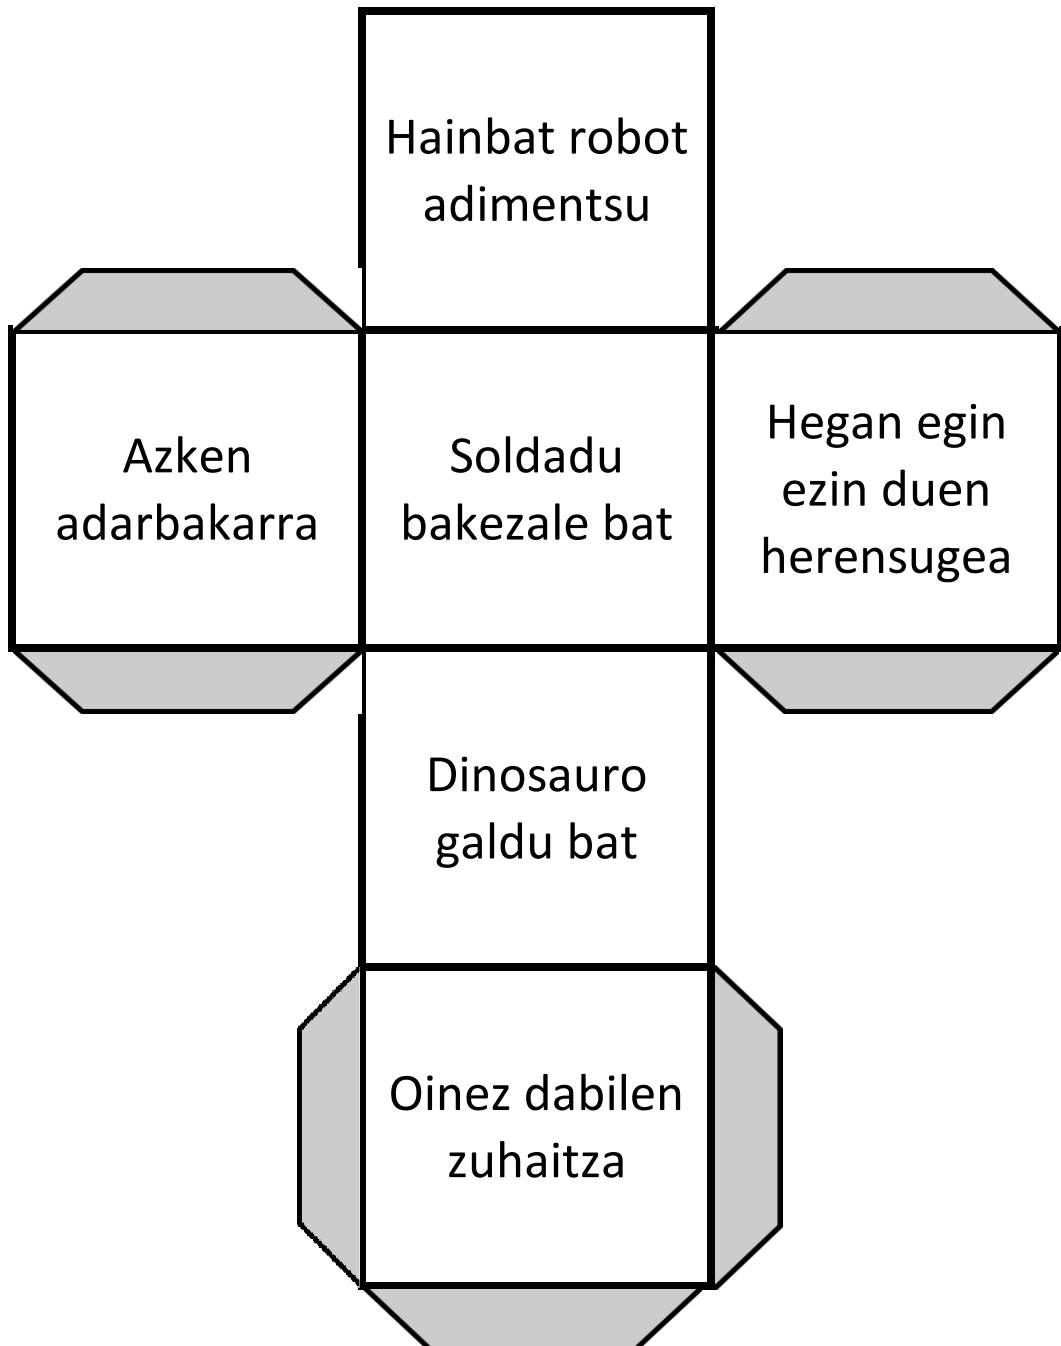 Hainbat robot
adimentsu
Azken
adarbakarra
Soldadu
bakezale bat
Hegan egin
ezin duen
herensugea
Dinosauro
galdu bat
Oinez dabilen
zuhaitza